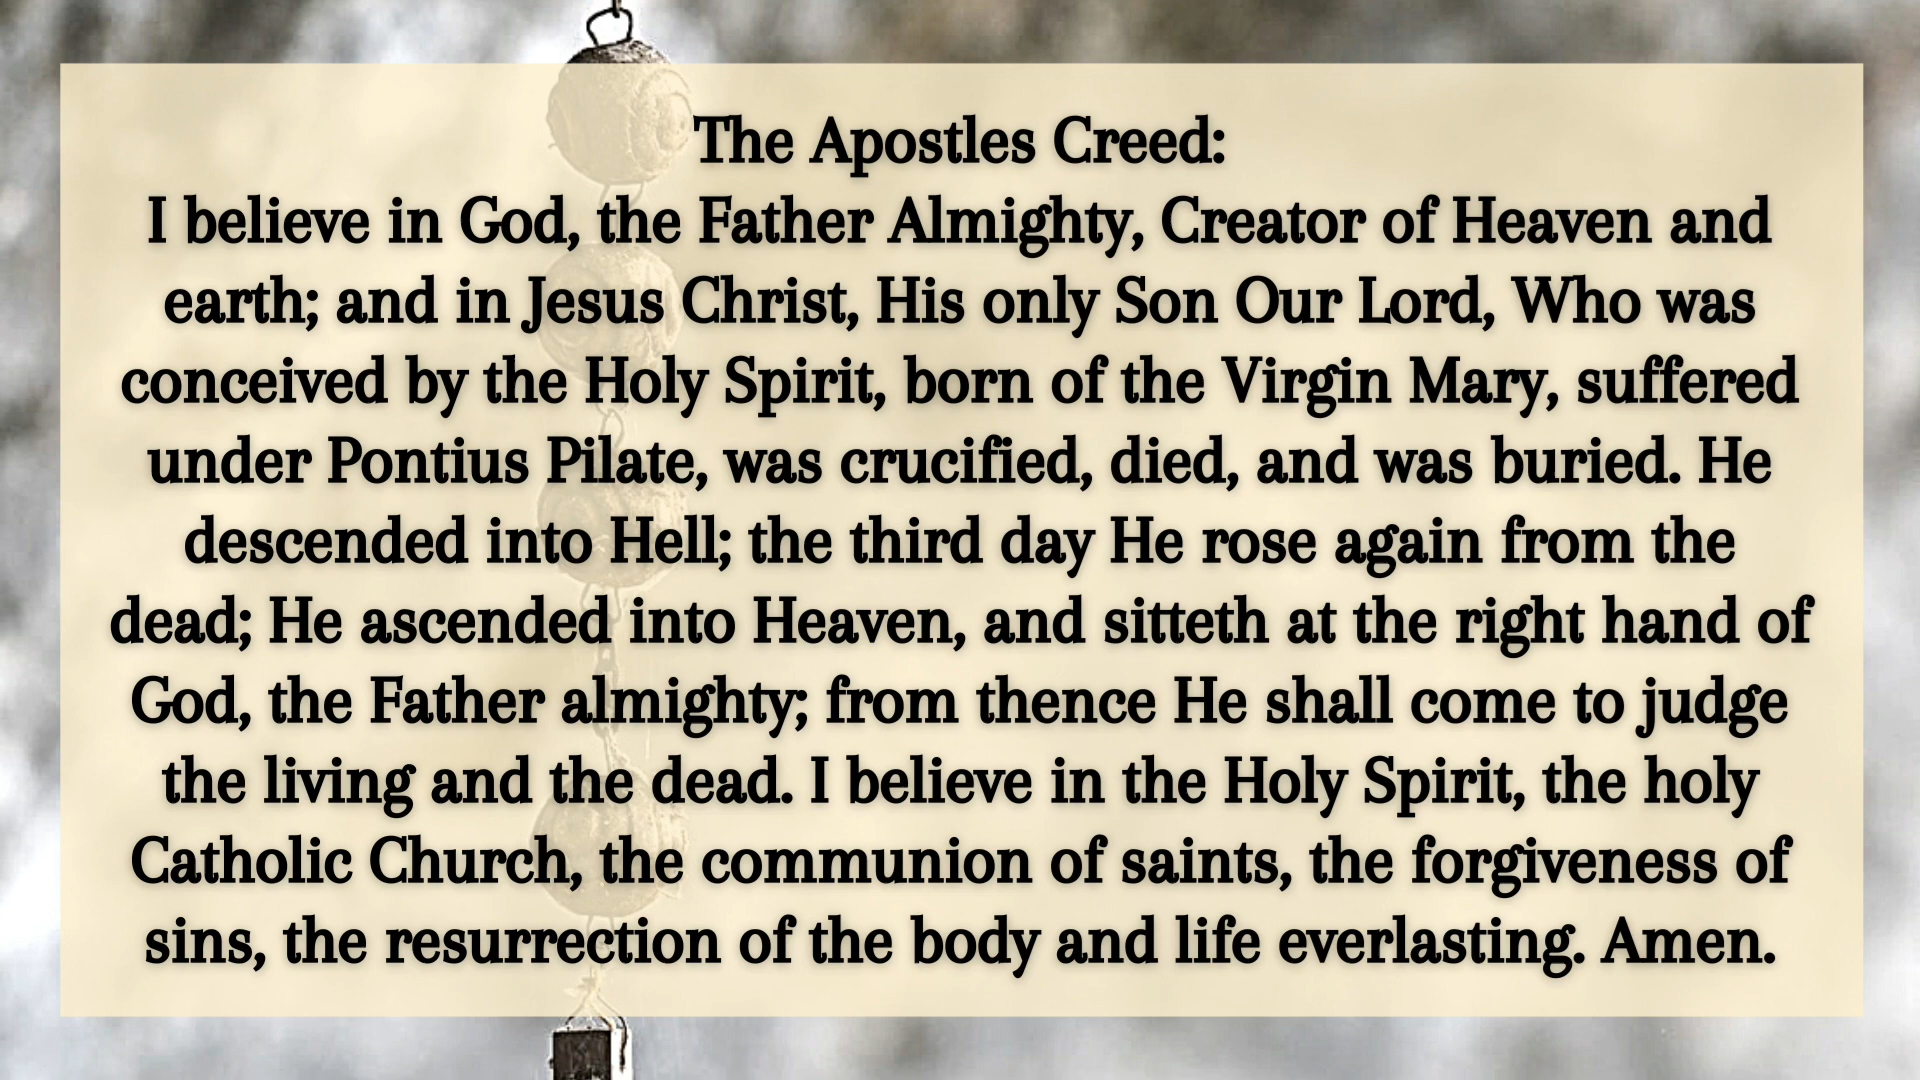 The Apostles Creed:
I believe in God, the Father Almighty, Creator of Heaven and
earth; and in Jesus Christ, His only Son Our Lord, Who was
conceived by the Holy Spirit, born of the Virgin Mary, suffered
under Pontius Pilate, was crucified, died, and was buried. He
descended into Hell; the third day He rose again from the
dead; He ascended into Heaven, and sitteth at the right hand of
God, the Father almighty; from thence He shall come to judge
the living and the dead. I believe in the Holy Spirit, the holy
Catholic Church, the communion of saints, the forgiveness of
sins, the resurrection of the body and life everlasting. Amen.